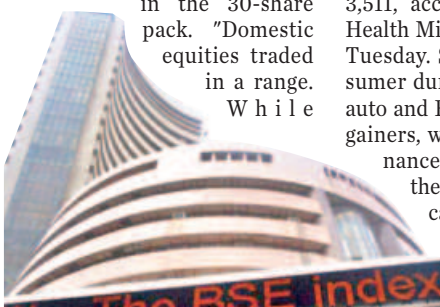 in the 30-share
pack. "Domestic
equities traded
in a range.
While
3,511, acc
Health Mi
Tuesday. S
sumer du
auto and
gainers, w
nance
the
ca
The BSE index